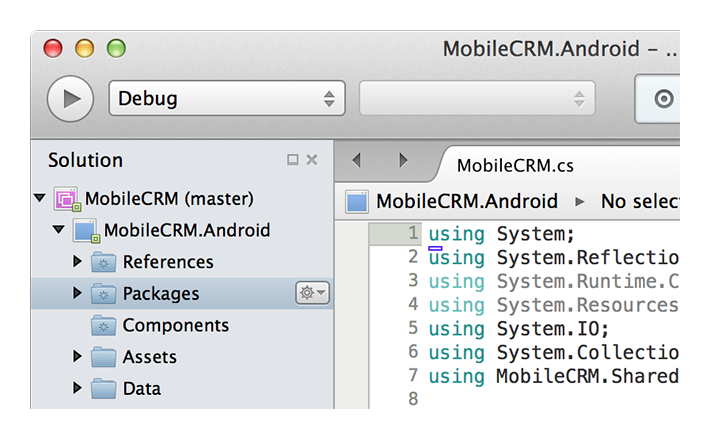 MobileCRM.Android – ..
Debug
Solution
MobileCRM.cs
MobileCRM (master)
MobileCRM.Android
References
Packages
Components
Assets
Data
MobileCRM.Android ▸ No selec
1 using System;
2 using System.Reflectio
3 using System.Runtime.C
4 using System.Resources
5 using System.IO;
6 using System.Collectio
7 using MobileCRM.Shared
8